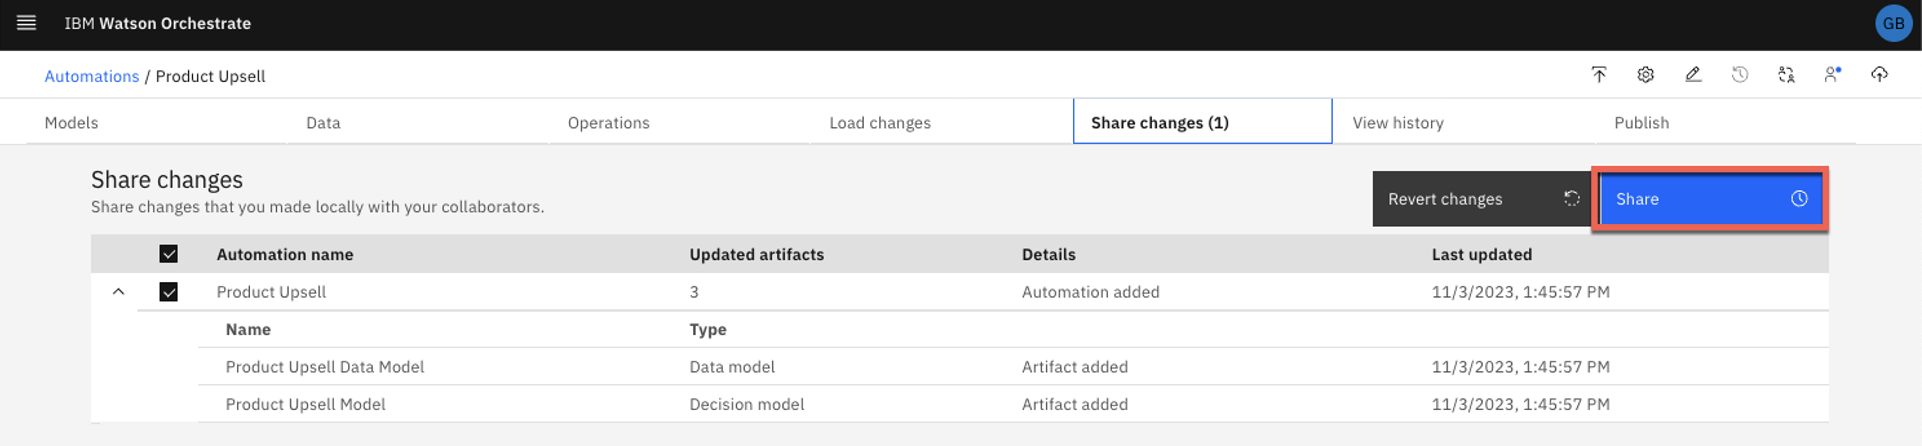 IBM Watson Orchestrate
GB
Automations / Product Upsell
Models Data Operations Load changes Share changes (1) View history Publish
Share changes
Share changes that you made locally with your collaborators.
Revert changes
Share
Automation name Updated artifacts Details Last updated
Product Upsell 3 Automation added 11/3/2023, 1:45:57 PM
Name Type
Product Upsell Data Model Data model Artifact added 11/3/2023, 1:45:57 PM
Product Upsell Model Decision model Artifact added 11/3/2023, 1:45:57 PM